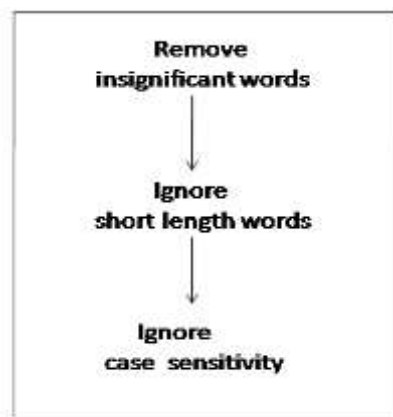 Remove
insignificant words
Ignore
short length words
Ignore
case sensitivity